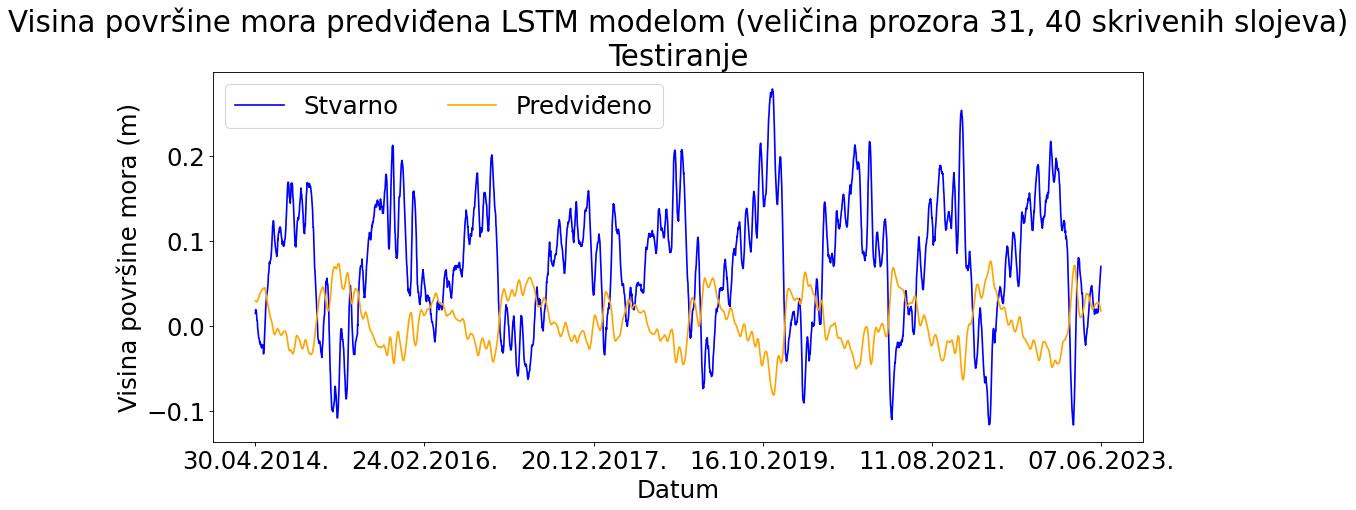 Visina površine mora predviđena LSTM modelom (veličina prozora 31, 40 skrivenih slojeva)
Testiranje
Stvarno
Predviđeno
Visina površine mora (m)
0.2
0.1
0.0
−0.1
30.04.2014.
24.02.2016.
20.12.2017.
16.10.2019.
11.08.2021.
07.06.2023.
Datum